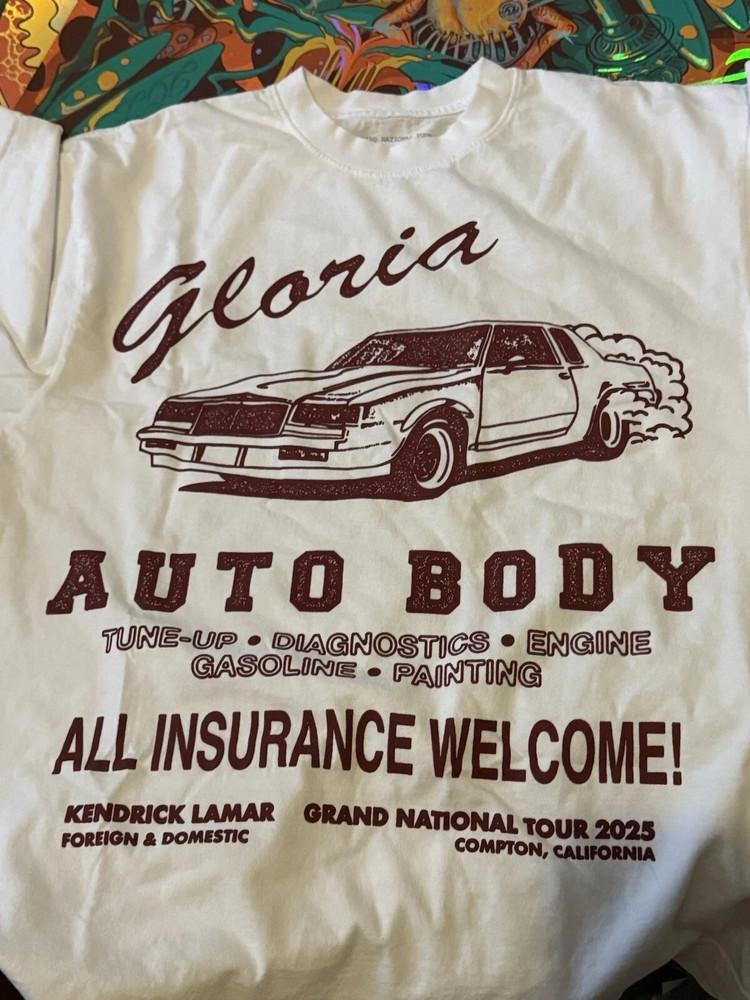 Gloria
AUTO BODY
TUNE-UP • DIAGNOSTICS • ENGINE
GASOLINE • PAINTING
ALL INSURANCE WELCOME!
KENDRICK LAMAR GRAND NATIONAL TOUR 2025
FOREIGN & DOMESTIC COMPTON, CALIFORNIA